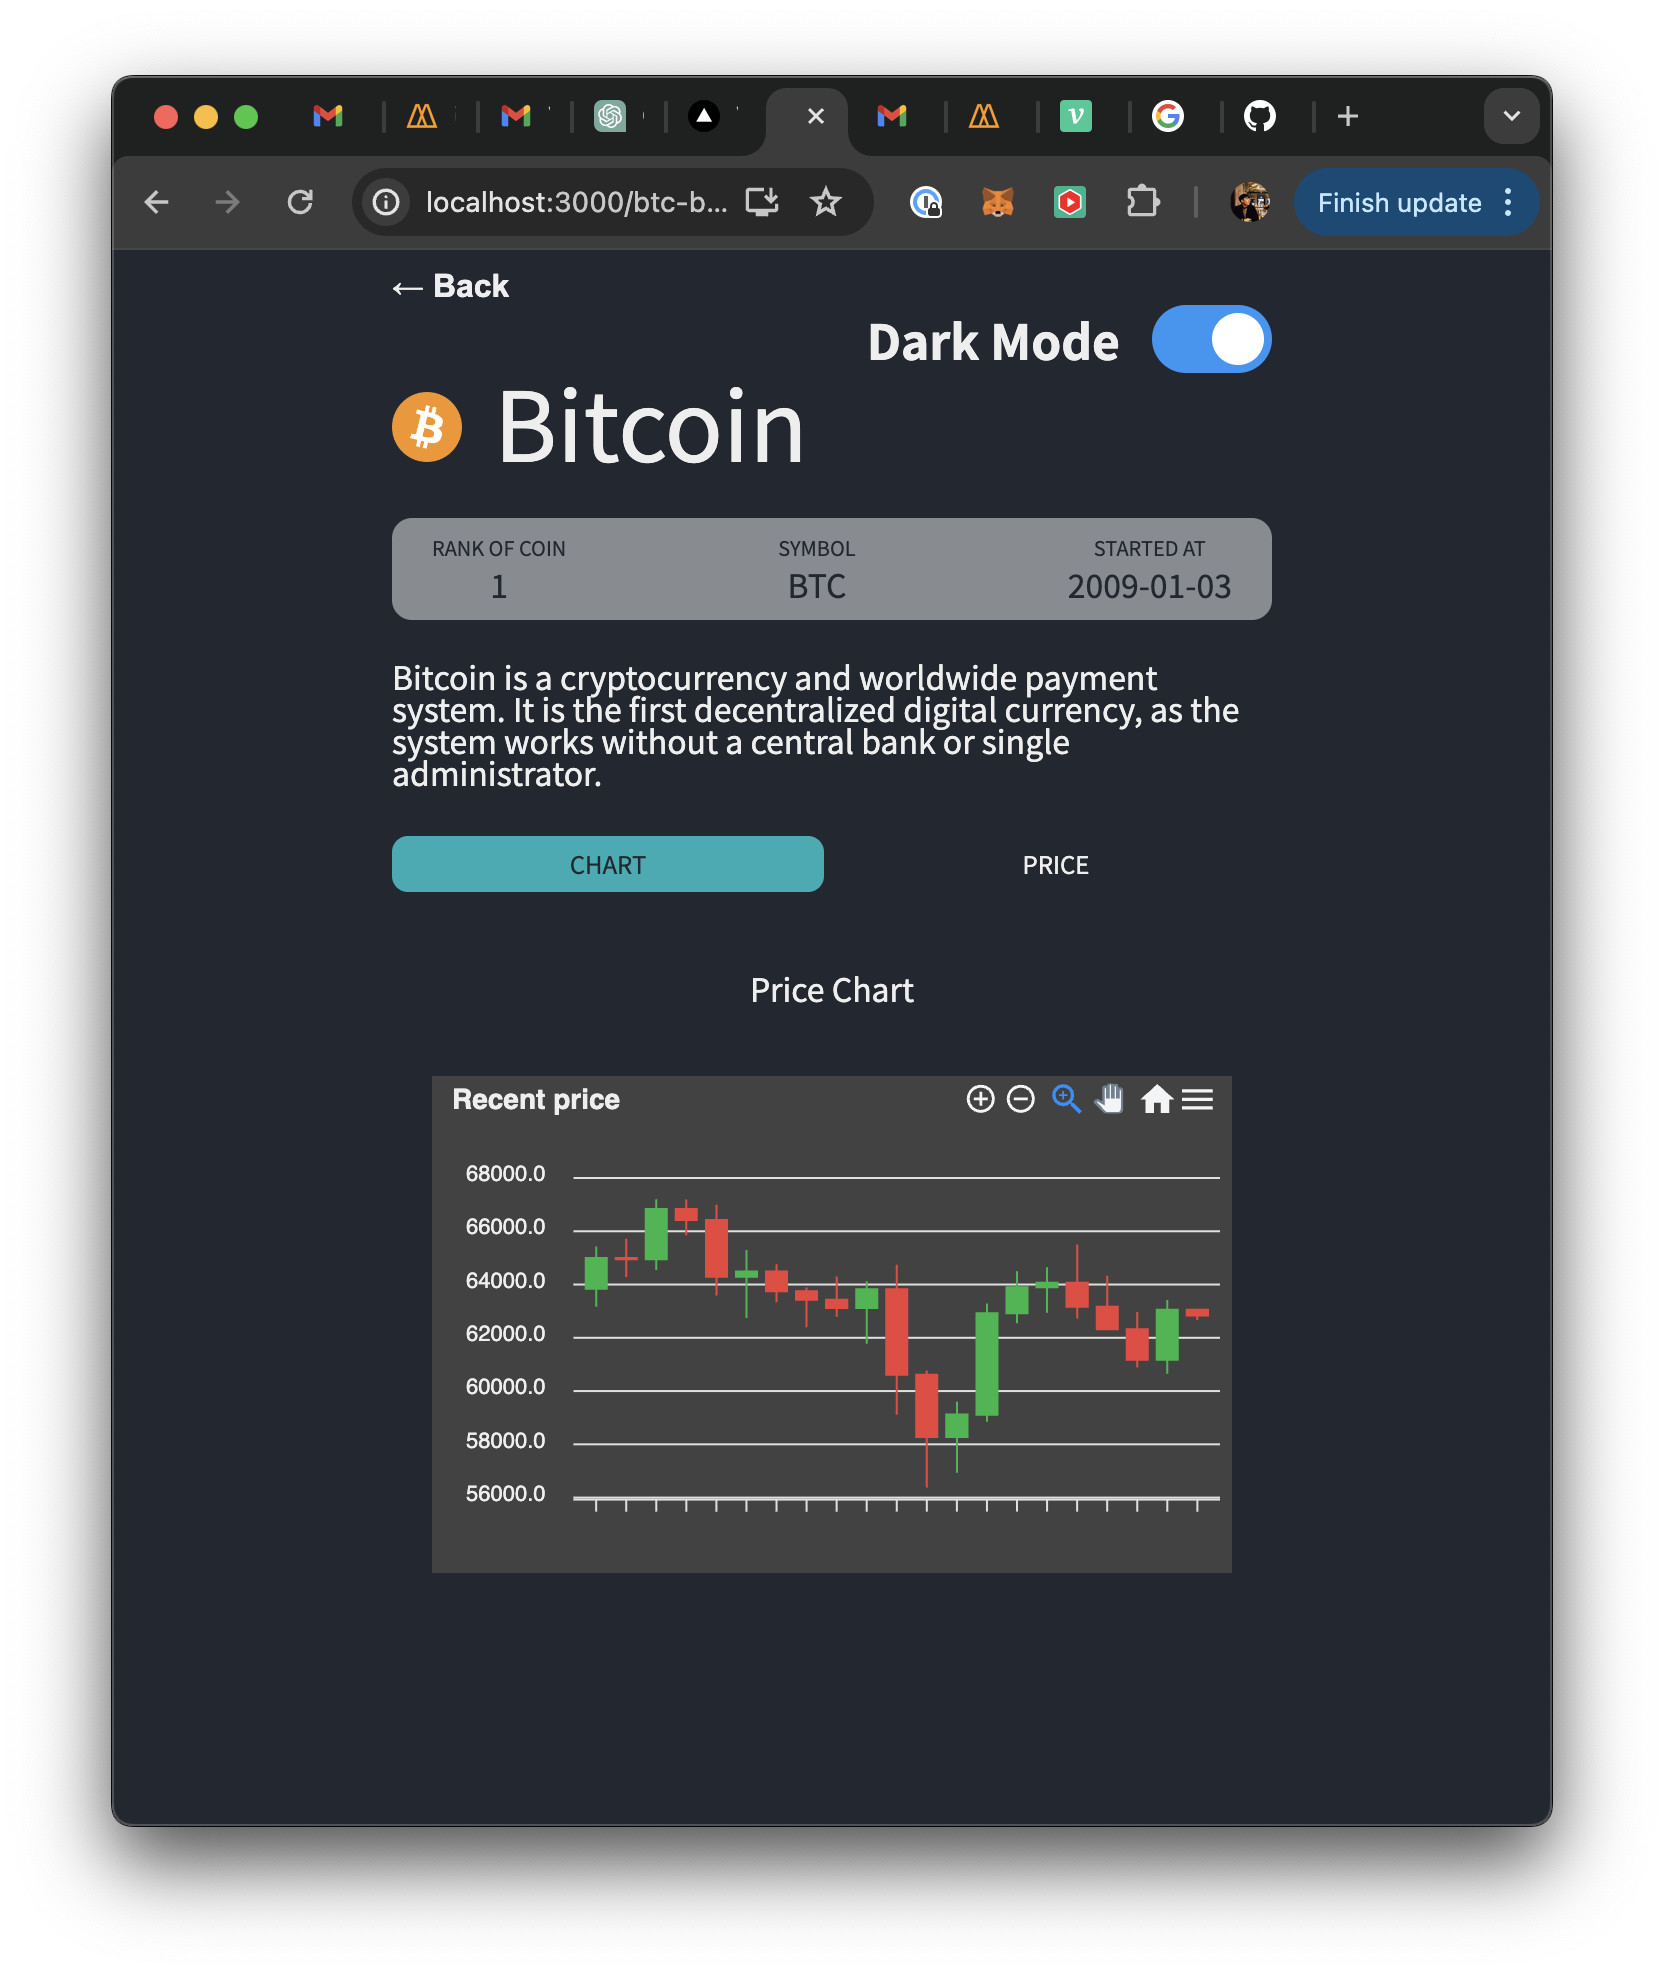 localhost:3000/btc-b...
Finish update
← Back
Dark Mode
Bitcoin
RANK OF COIN
SYMBOL
STARTED AT
1
BTC
2009-01-03
Bitcoin is a cryptocurrency and worldwide payment
system. It is the first decentralized digital currency, as the
system works without a central bank or single
administrator.
CHART
PRICE
Price Chart
Recent price
68000.0
66000.0
64000.0
62000.0
60000.0
58000.0
56000.0